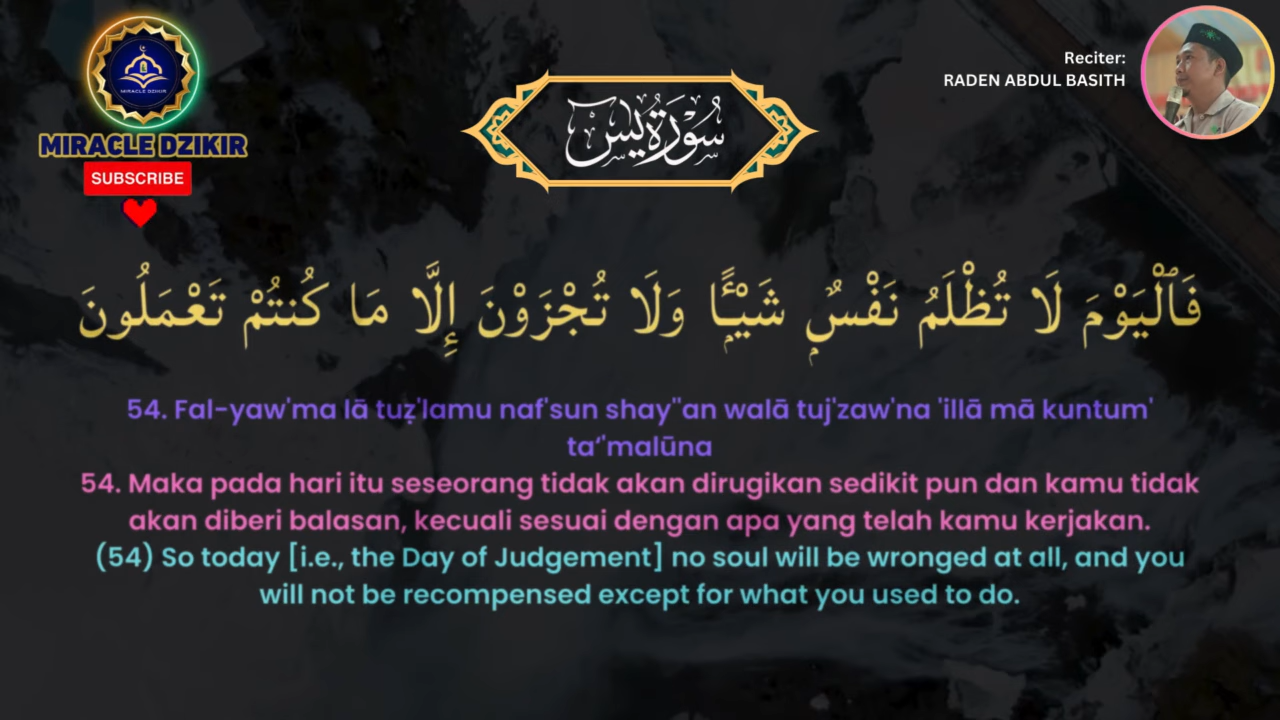 MIRACLE DZIKIR
MIRACLE DZIKIR
SUBSCRIBE
سُورَةُ يٰسٓ
Reciter:
RADEN ABDUL BASITH
فَٱلْيَوْمَ لَا تُظْلَمُ نَفْسٌۭ شَيْـًۭٔا وَلَا تُجْزَوْنَ إِلَّا مَا كُنتُمْ تَعْمَلُونَ
54. Fal-yaw'ma lā tuẓ'lamu naf'sun shay''an walā tuj'zaw'na 'illā mā kuntum'
ta‘'malūna
54. Maka pada hari itu seseorang tidak akan dirugikan sedikit pun dan kamu tidak
akan diberi balasan, kecuali sesuai dengan apa yang telah kamu kerjakan.
(54) So today [i.e., the Day of Judgement] no soul will be wronged at all, and you
will not be recompensed except for what you used to do.